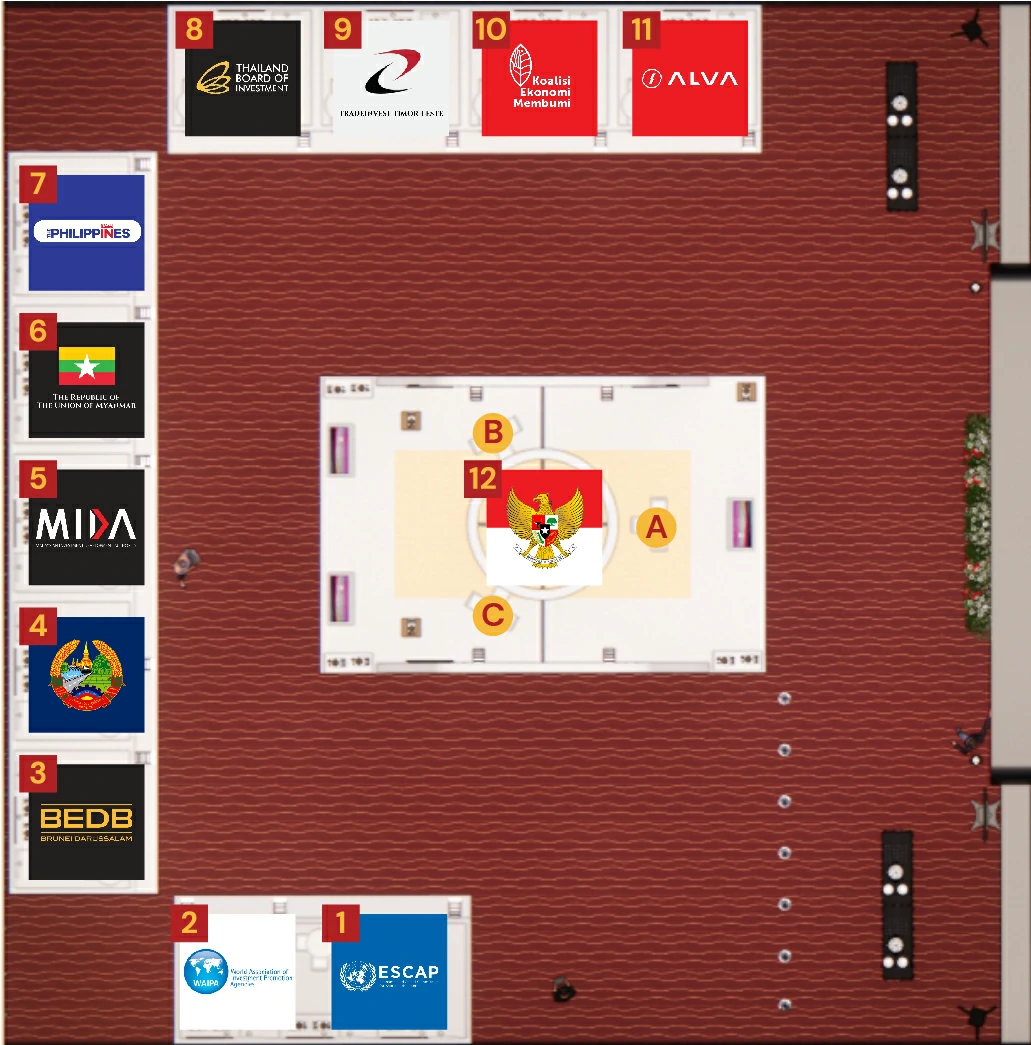 8
THAILAND
BOARD OF
INVESTMENT
9
TRADEINVEST TIMOR LESTE
10
Koalisi
Ekonomi
Membumi
11
ALVA
7
PHILIPPINES
6
THE REPUBLIC OF
THE UNION OF MYANMAR
5
MIDA
4
3
BEDB
BRUNEI DARUSSALAM
B
12
A
C
2
WAIPA
World Association of
Investment Promotion
Agencies
1
ESCAP